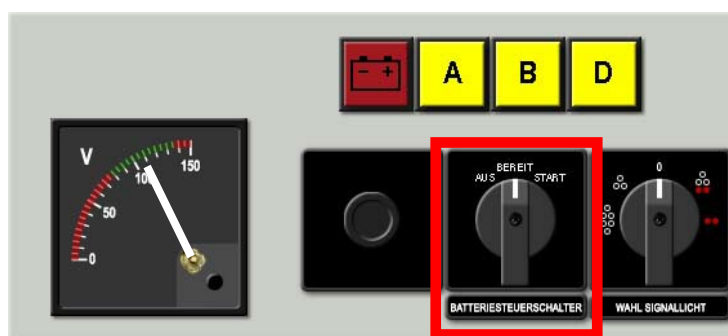 - +
A B D
V
0
50
100
150
BEREIT
AUS START
BATTERIESTEUERSCHALTER
0
WAHL SIGNALLICHT